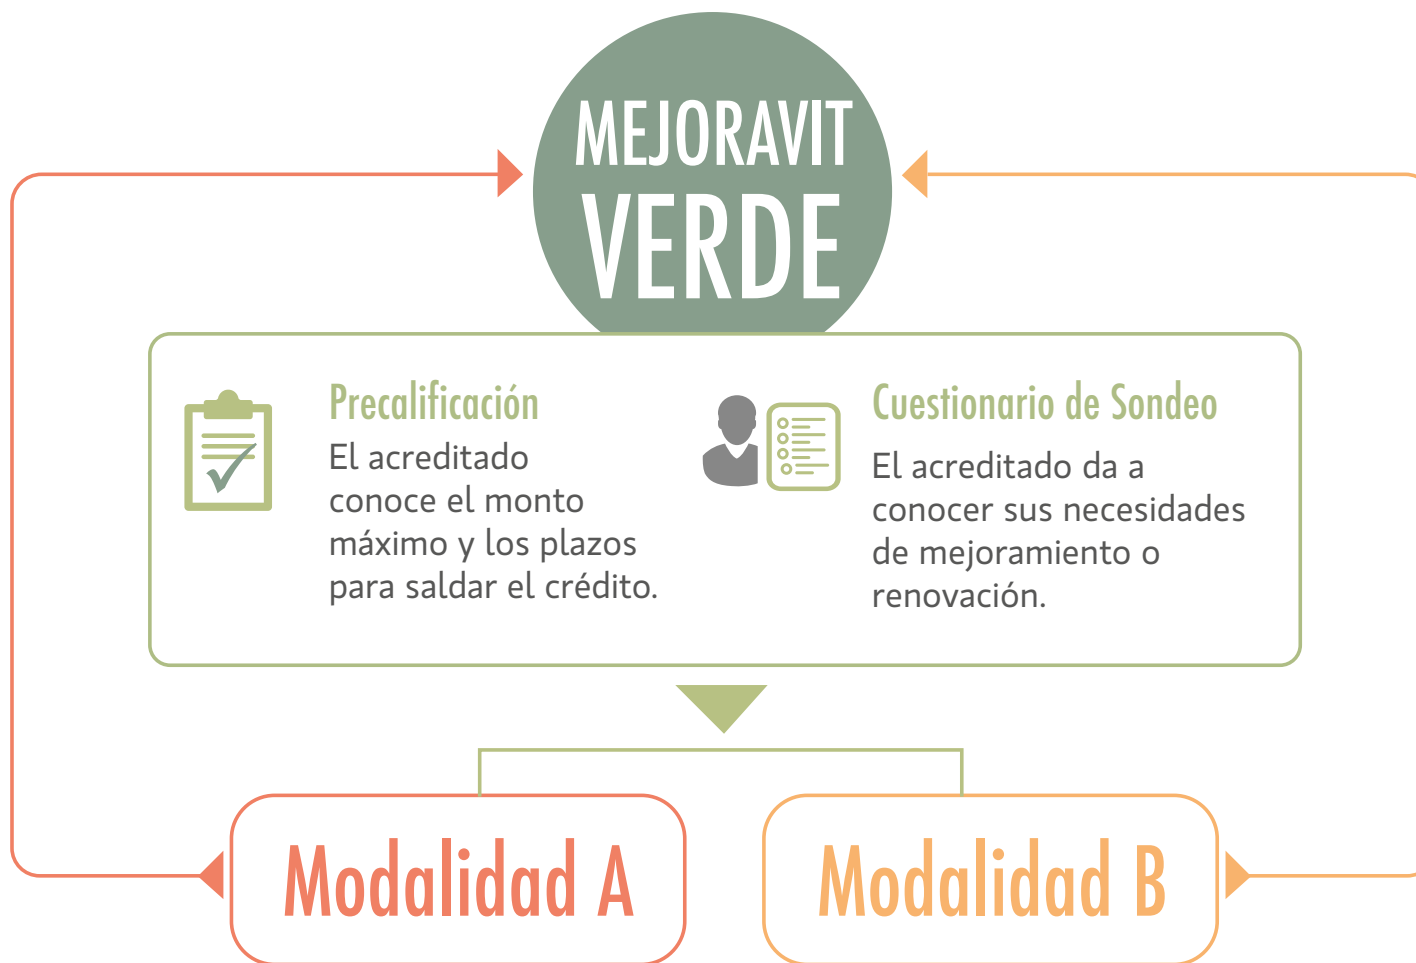 MEJORAVIT
VERDE
Precalificación
El acreditado
conoce el monto
máximo y los plazos
para saldar el crédito.
Cuestionario de Sondeo
El acreditado da a
conocer sus necesidades
de mejoramiento o
renovación.
Modalidad A
Modalidad B